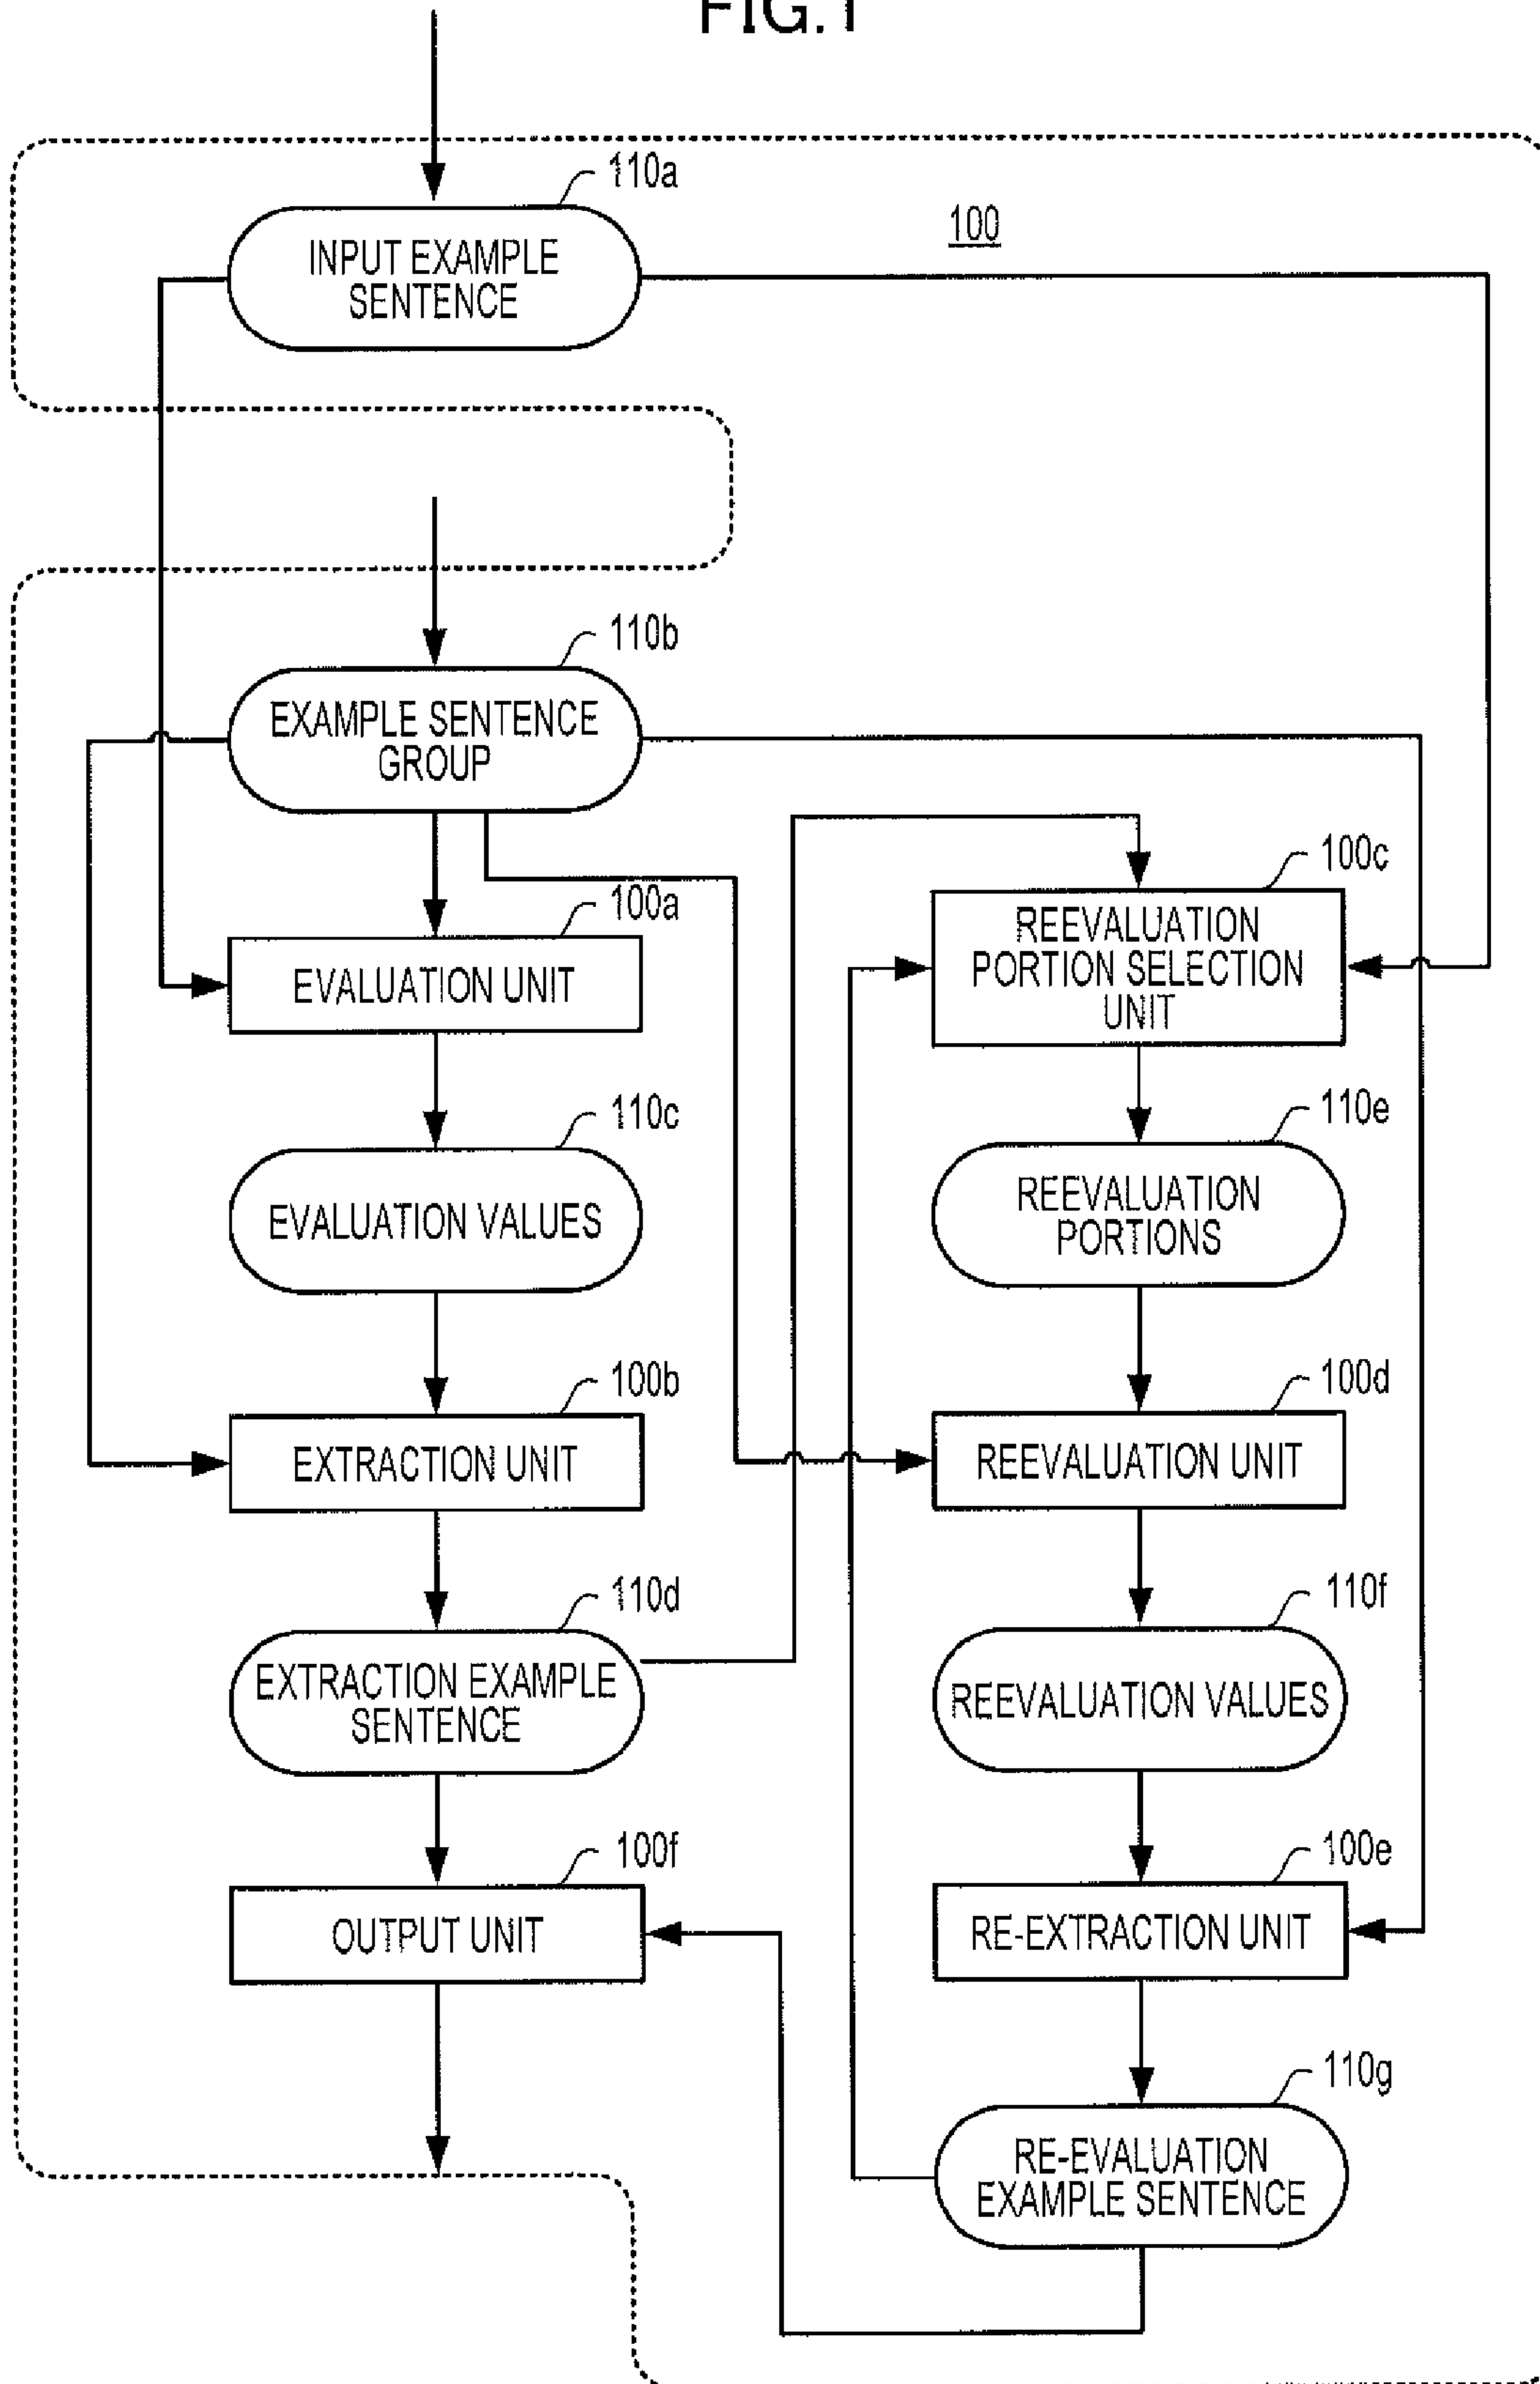 FIG.1
110a
INPUT EXAMPLE
SENTENCE
100
110b
EXAMPLE SENTENCE
GROUP
100a
EVALUATION UNIT
110c
EVALUATION VALUES
100b
EXTRACTION UNIT
110d
EXTRACTION EXAMPLE
SENTENCE
100f
OUTPUT UNIT
100c
REEVALUATION
PORTION SELECTION
UNIT
110e
REEVALUATION
PORTIONS
100d
REEVALUATION UNIT
110f
REEVALUATION VALUES
100e
RE-EXTRACTION UNIT
110g
RE-EVALUATION
EXAMPLE SENTENCE